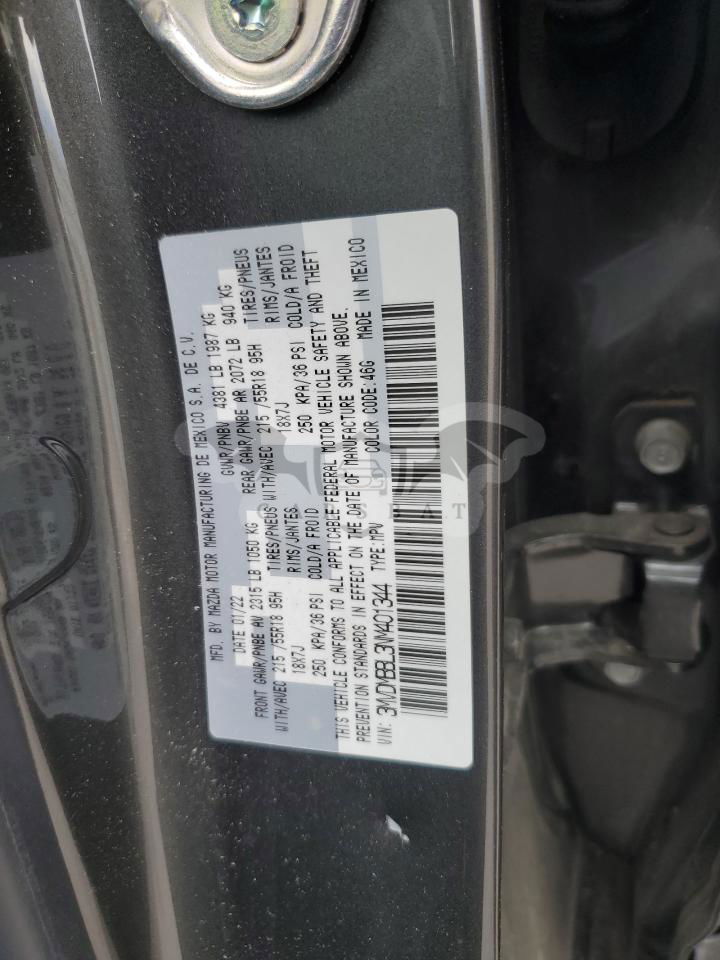 MFD. BY MAZDA MOTOR MANUFACTURING DE MEXICO S.A. DE C.V.
DATE 01/22 GVWR/PNBV 4381 LB 1987 KG
FRONT GAWR/PNBE AV 2315 LB 1050 KG REAR GAWR/PNBE AR 2072 LB 940 KG
WITH/AVEC 215 /55R18 95H TIRES/PNEUS WITH/AVEC 215 /55R18 95H TIRES/PNEUS
18X7J RIMS/JANTES. 18X7J RIMS/JANTES
250 KPA/36 PSI COLD/A FROID 250 KPA/36 PSI COLD/A FROID
THIS VEHICLE CONFORMS TO ALL APPLICABLE FEDERAL MOTOR VEHICLE SAFETY AND THEFT
PREVENTION STANDARDS IN EFFECT ON THE DATE OF MANUFACTURE SHOWN ABOVE.
VIN: 3MVDMBBL3NM401344 TYPE:MPV COLOR CODE:46G MADE IN MEXICO